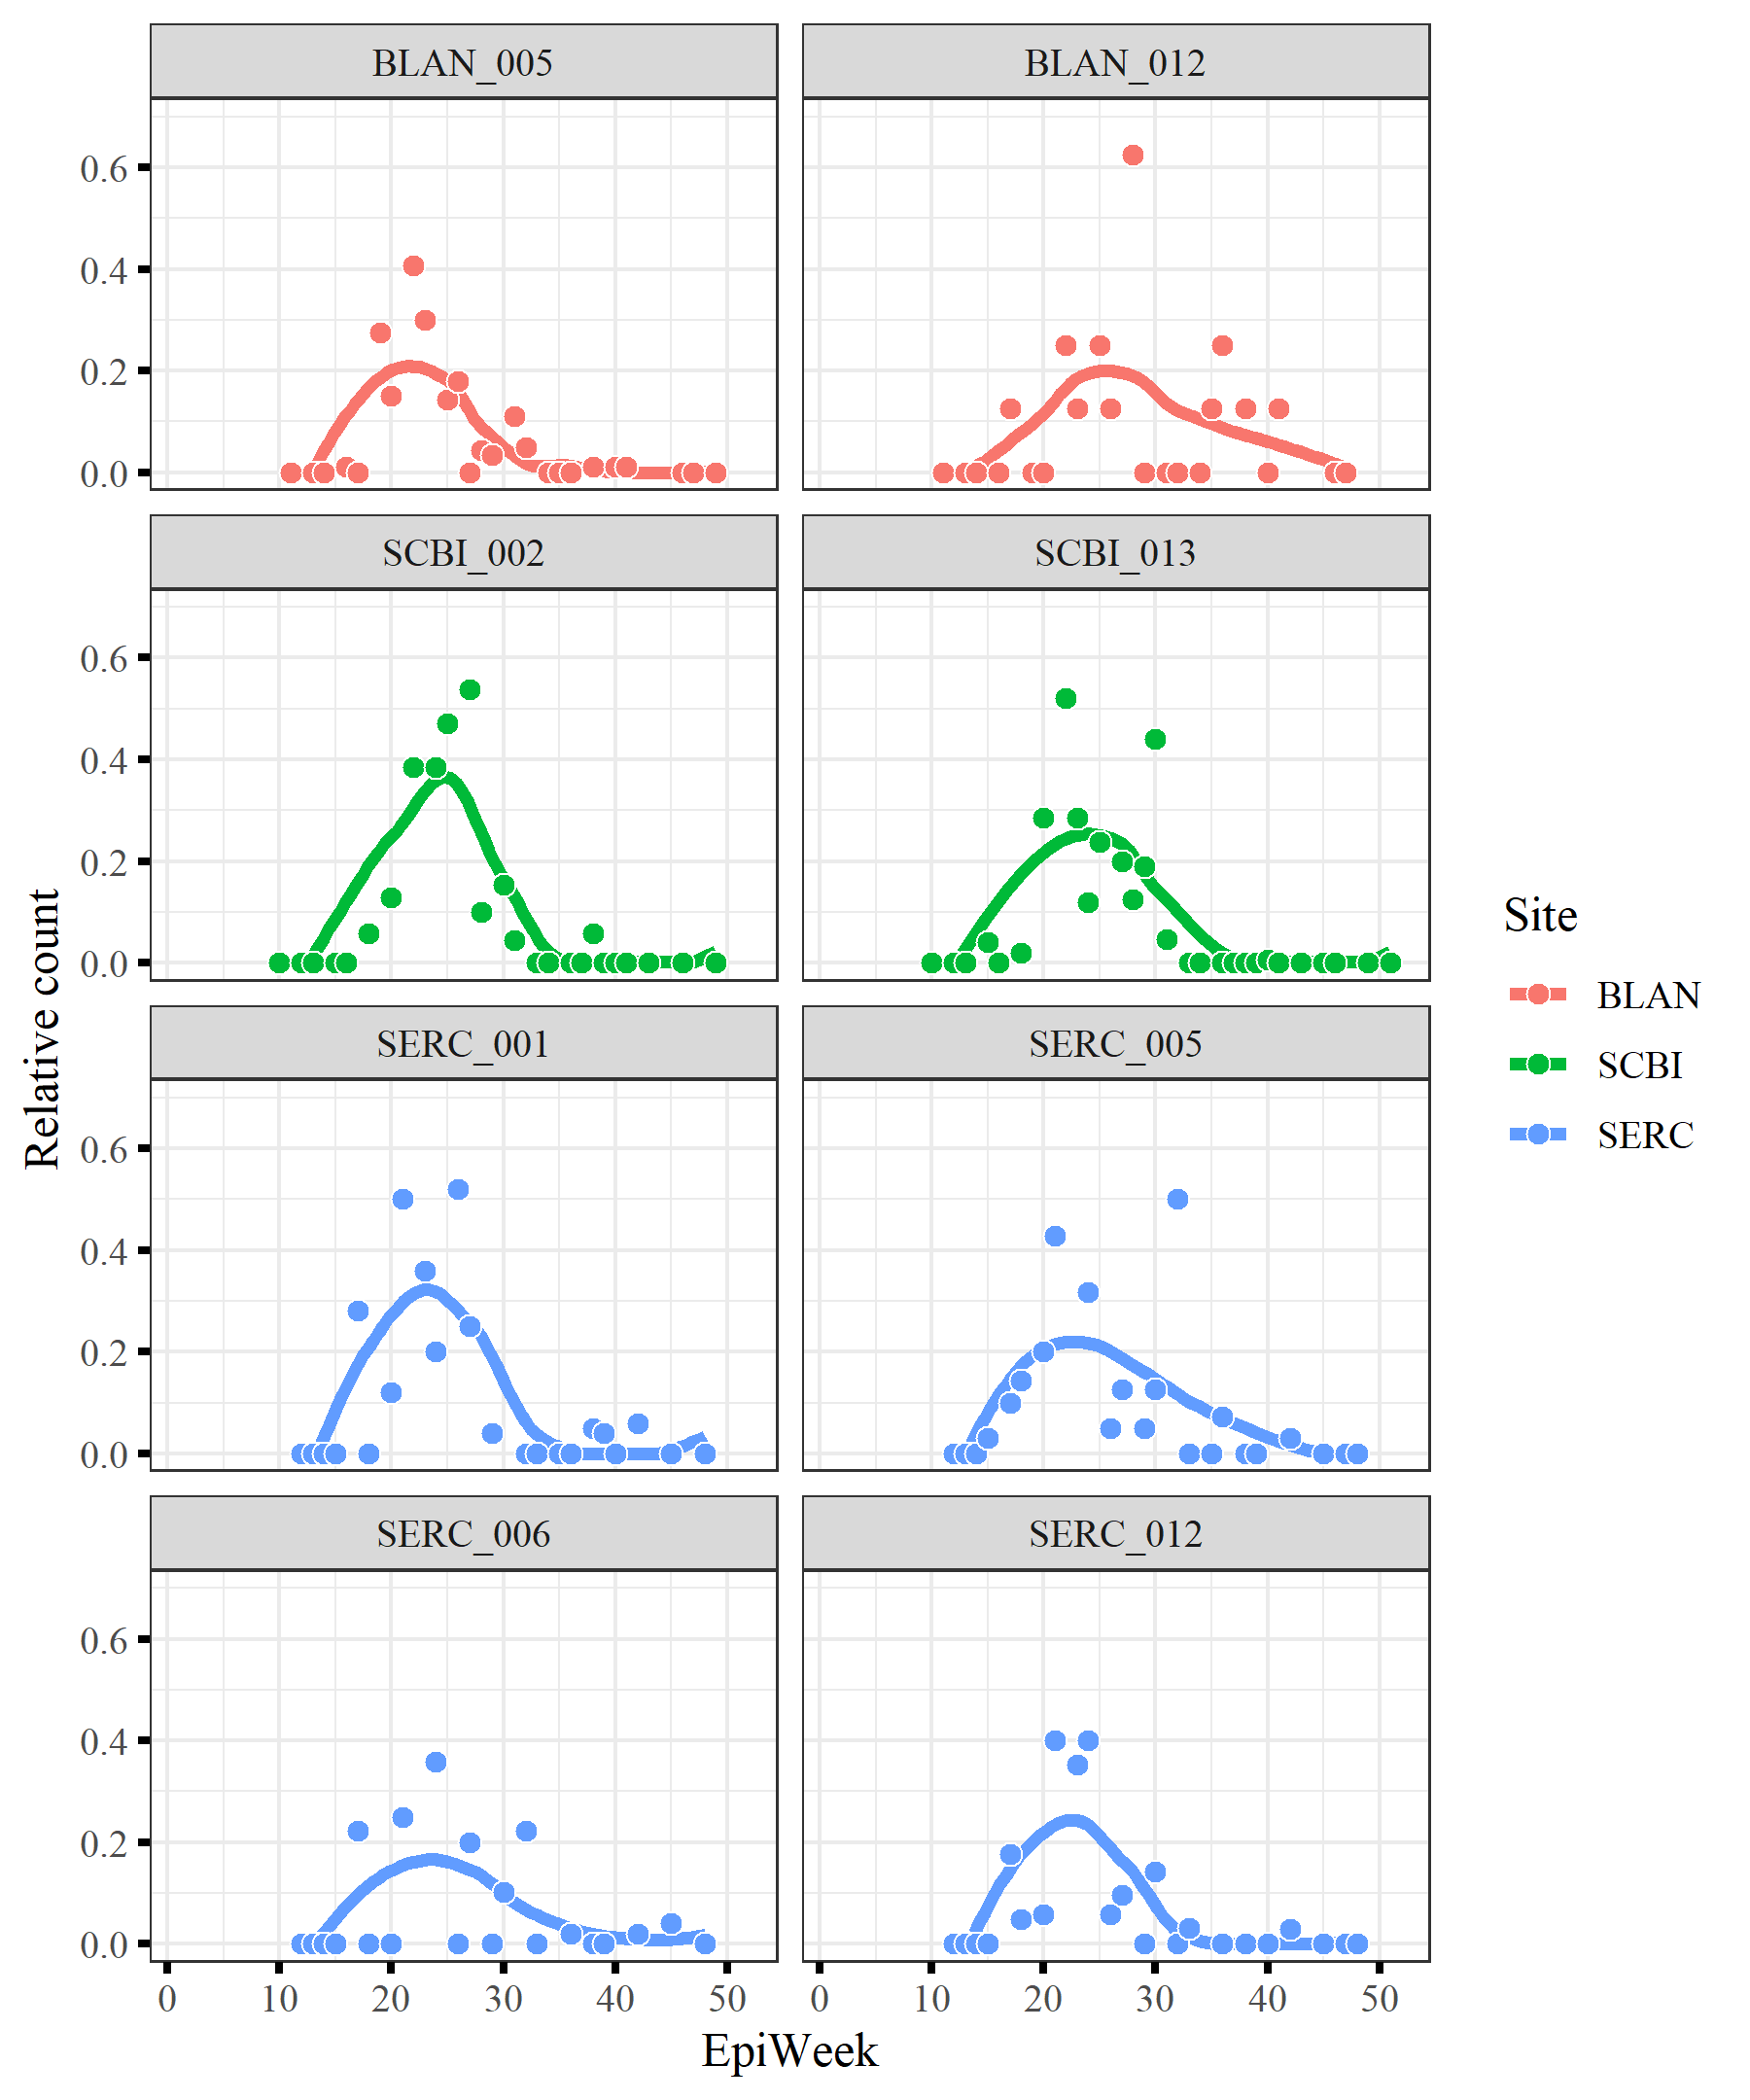 BLAN_005 BLAN_012
0.6
0.4
0.2
0.0
SCBI_002 SCBI_013
0.6
0.4
0.2
0.0
SERC_001 SERC_005
0.6
0.4
0.2
0.0
SERC_006 SERC_012
0.6
0.4
0.2
0.0
0 10 20 30 40 50 0 10 20 30 40 50
EpiWeek
Relative count
Site
BLAN
SCBI
SERC